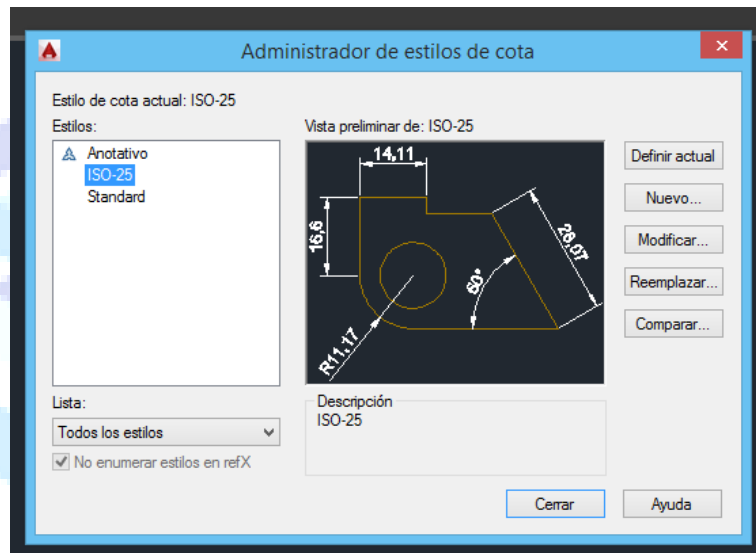 Administrador de estilos de cota
Estilo de cota actual: ISO-25
Estilos:
Anotativo
ISO-25
Standard
Vista preliminar de: ISO-25
14,11
16,6
28,07
60°
R11,17
Definir actual
Nuevo...
Modificar...
Reemplazar...
Comparar...
Lista:
Todos los estilos
No enumerar estilos en refX
Descripción
ISO-25
Cerrar
Ayuda